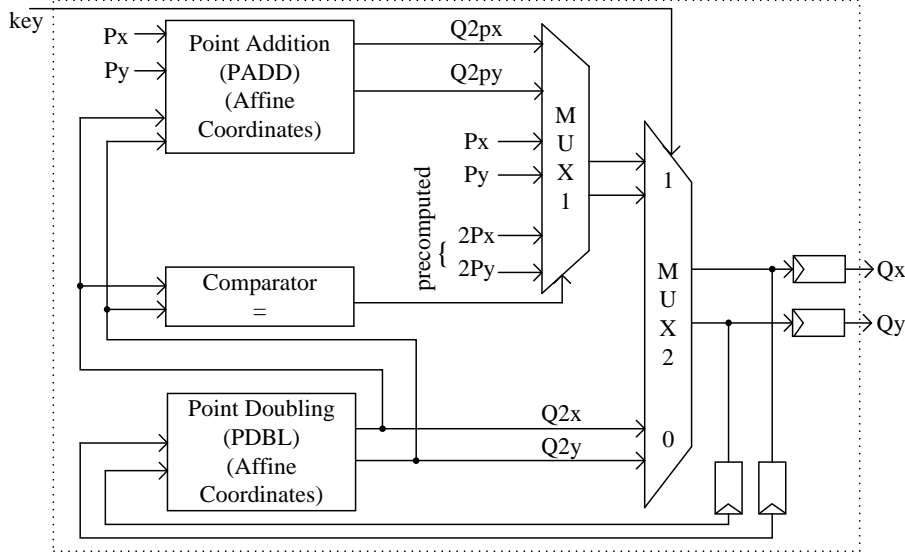 key
Px
Py
Point Addition
(PADD)
(Affine
Coordinates)
Q2px
Q2py
Px
Py
precomputed
{
2Px
2Py
M
U
X
1
Comparator
=
1
M
U
X
2
0
Qx
Qy
Point Doubling
(PDBL)
(Affine
Coordinates)
Q2x
Q2y